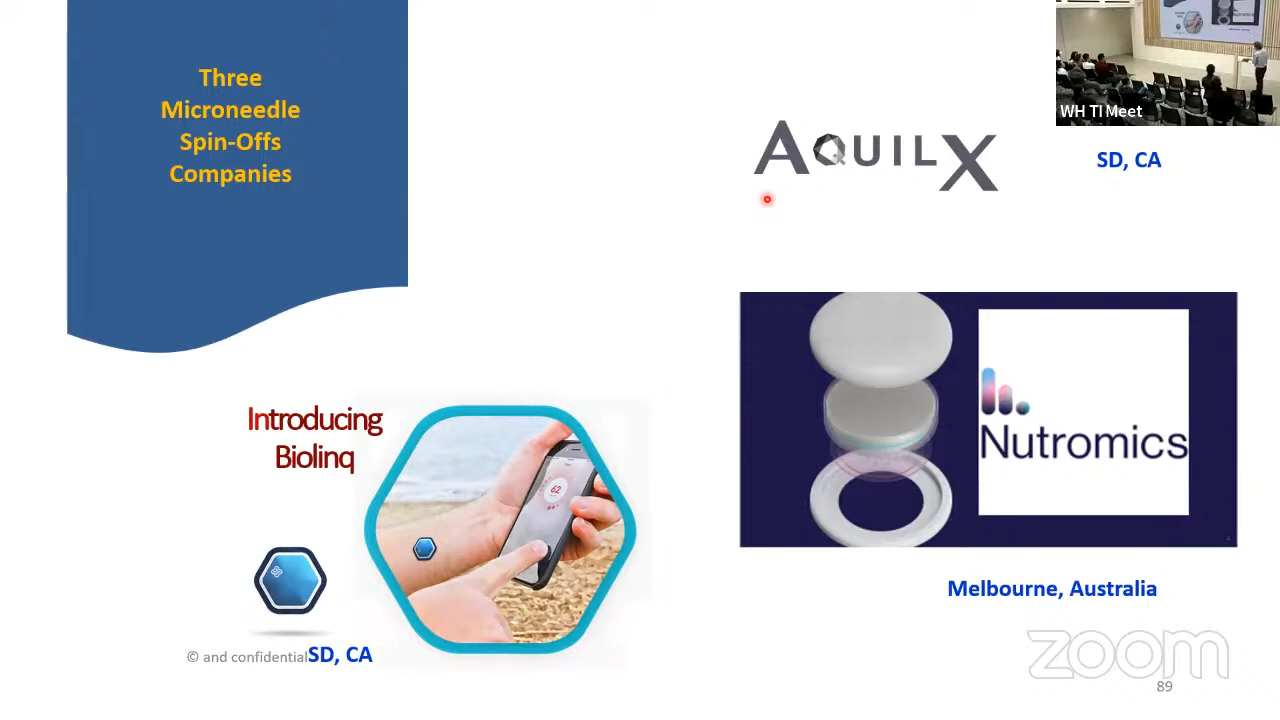 Three
Microneedle
Spin-Offs
Companies
AQUILX
SD, CA
WH TI Meet
Nutromics
Melbourne, Australia
Introducing
Biolinq
62
© and confidential SD, CA
zoom
89